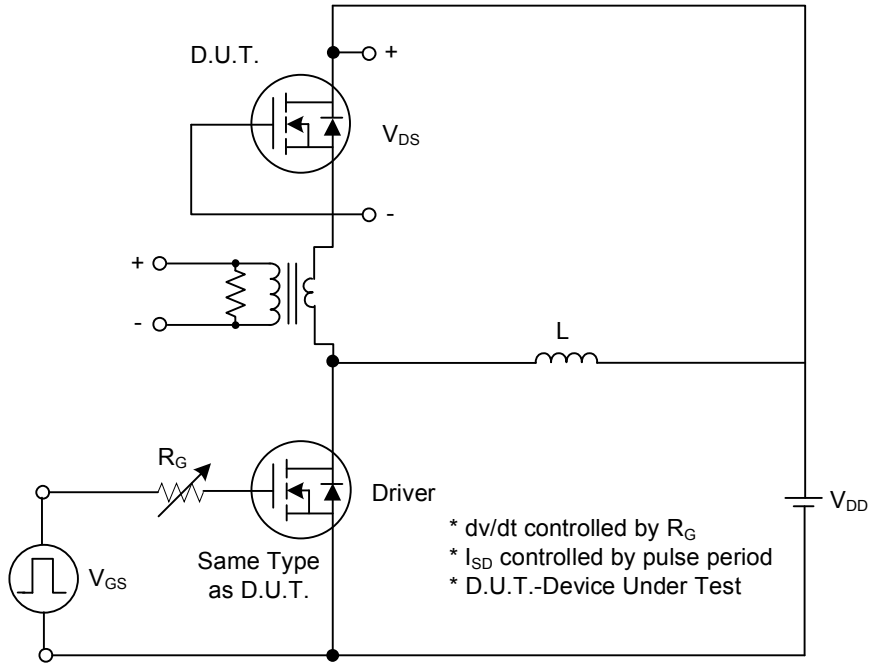 D.U.T.
+
V_DS
-
+
-
L
R_G
Driver
V_DD
* dv/dt controlled by R_G
* I_SD controlled by pulse period
* D.U.T.-Device Under Test
V_GS
Same Type
as D.U.T.